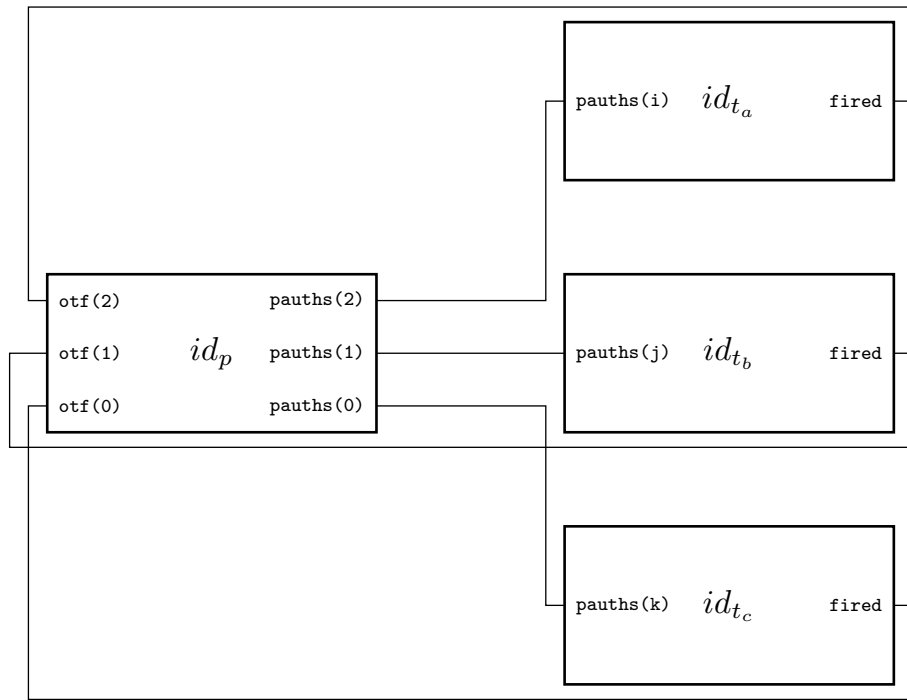 pauths(i) id_{t_a} fired
otf(2) pauths(2)
otf(1) id_p pauths(1)
otf(0) pauths(0)
pauths(j) id_{t_b} fired
pauths(k) id_{t_c} fired